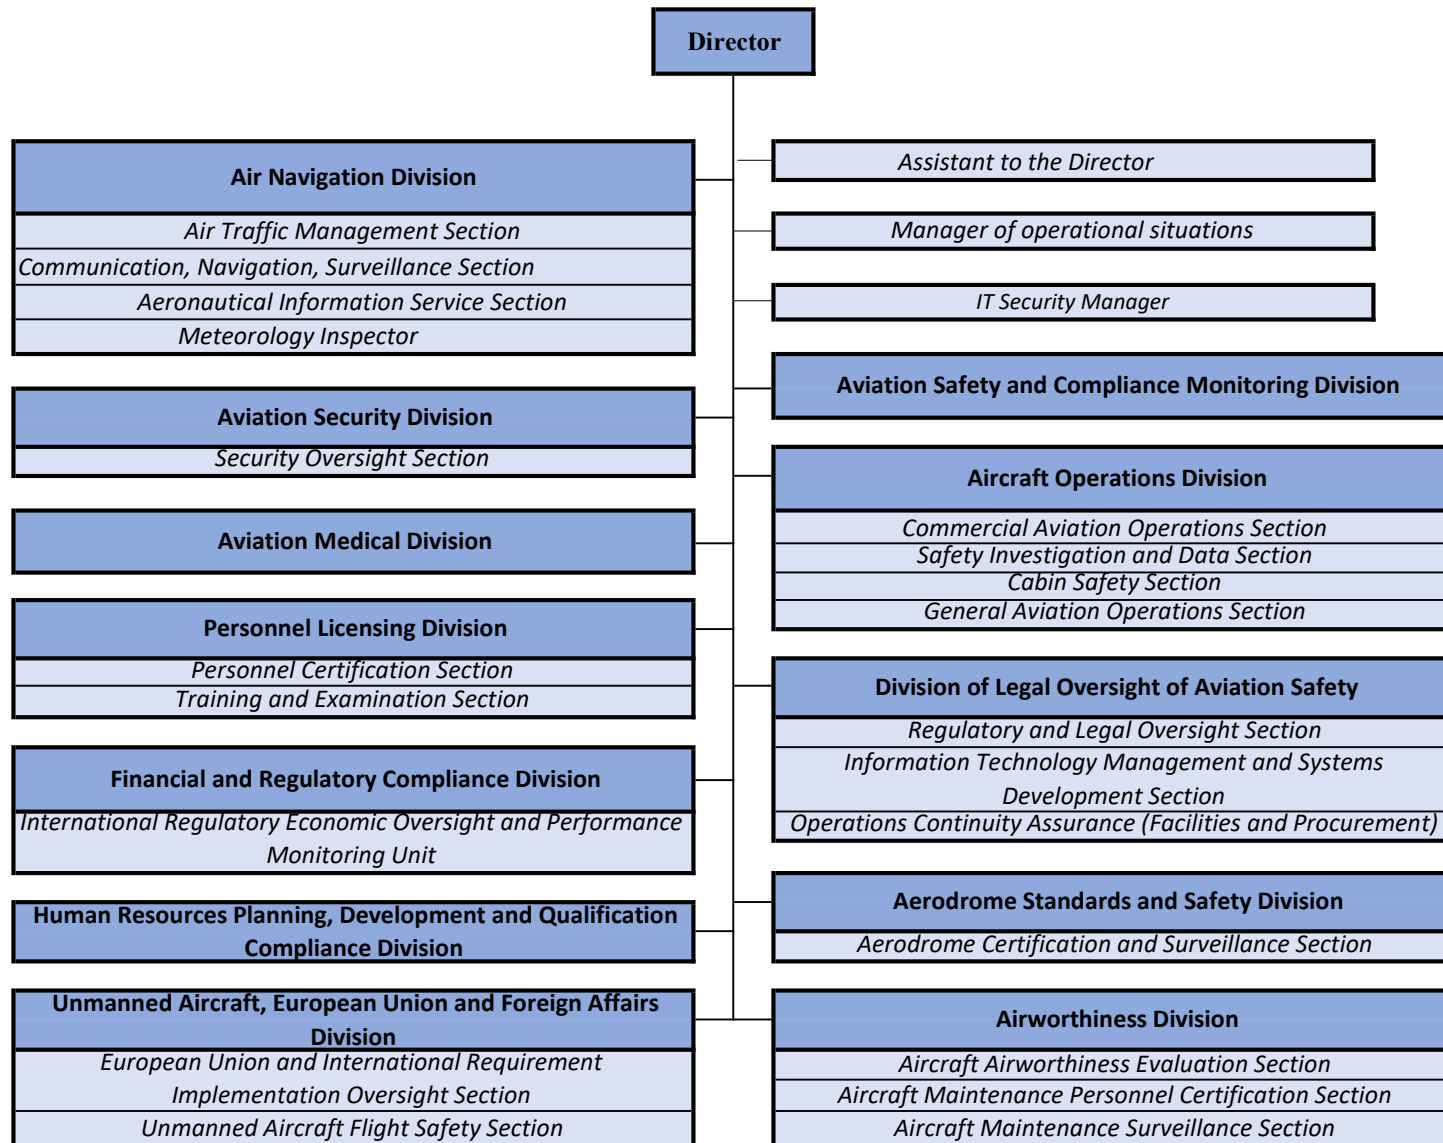 Director
Air Navigation Division
Air Traffic Management Section
Communication, Navigation, Surveillance Section
Aeronautical Information Service Section
Meteorology Inspector
Aviation Security Division
Security Oversight Section
Aviation Medical Division
Personnel Licensing Division
Personnel Certification Section
Training and Examination Section
Financial and Regulatory Compliance Division
International Regulatory Economic Oversight and Performance
Monitoring Unit
Human Resources Planning, Development and Qualification
Compliance Division
Unmanned Aircraft, European Union and Foreign Affairs
Division
European Union and International Requirement
Implementation Oversight Section
Unmanned Aircraft Flight Safety Section
Assistant to the Director
Manager of operational situations
IT Security Manager
Aviation Safety and Compliance Monitoring Division
Aircraft Operations Division
Commercial Aviation Operations Section
Safety Investigation and Data Section
Cabin Safety Section
General Aviation Operations Section
Division of Legal Oversight of Aviation Safety
Regulatory and Legal Oversight Section
Information Technology Management and Systems
Development Section
Operations Continuity Assurance (Facilities and Procurement)
Aerodrome Standards and Safety Division
Aerodrome Certification and Surveillance Section
Airworthiness Division
Aircraft Airworthiness Evaluation Section
Aircraft Maintenance Personnel Certification Section
Aircraft Maintenance Surveillance Section